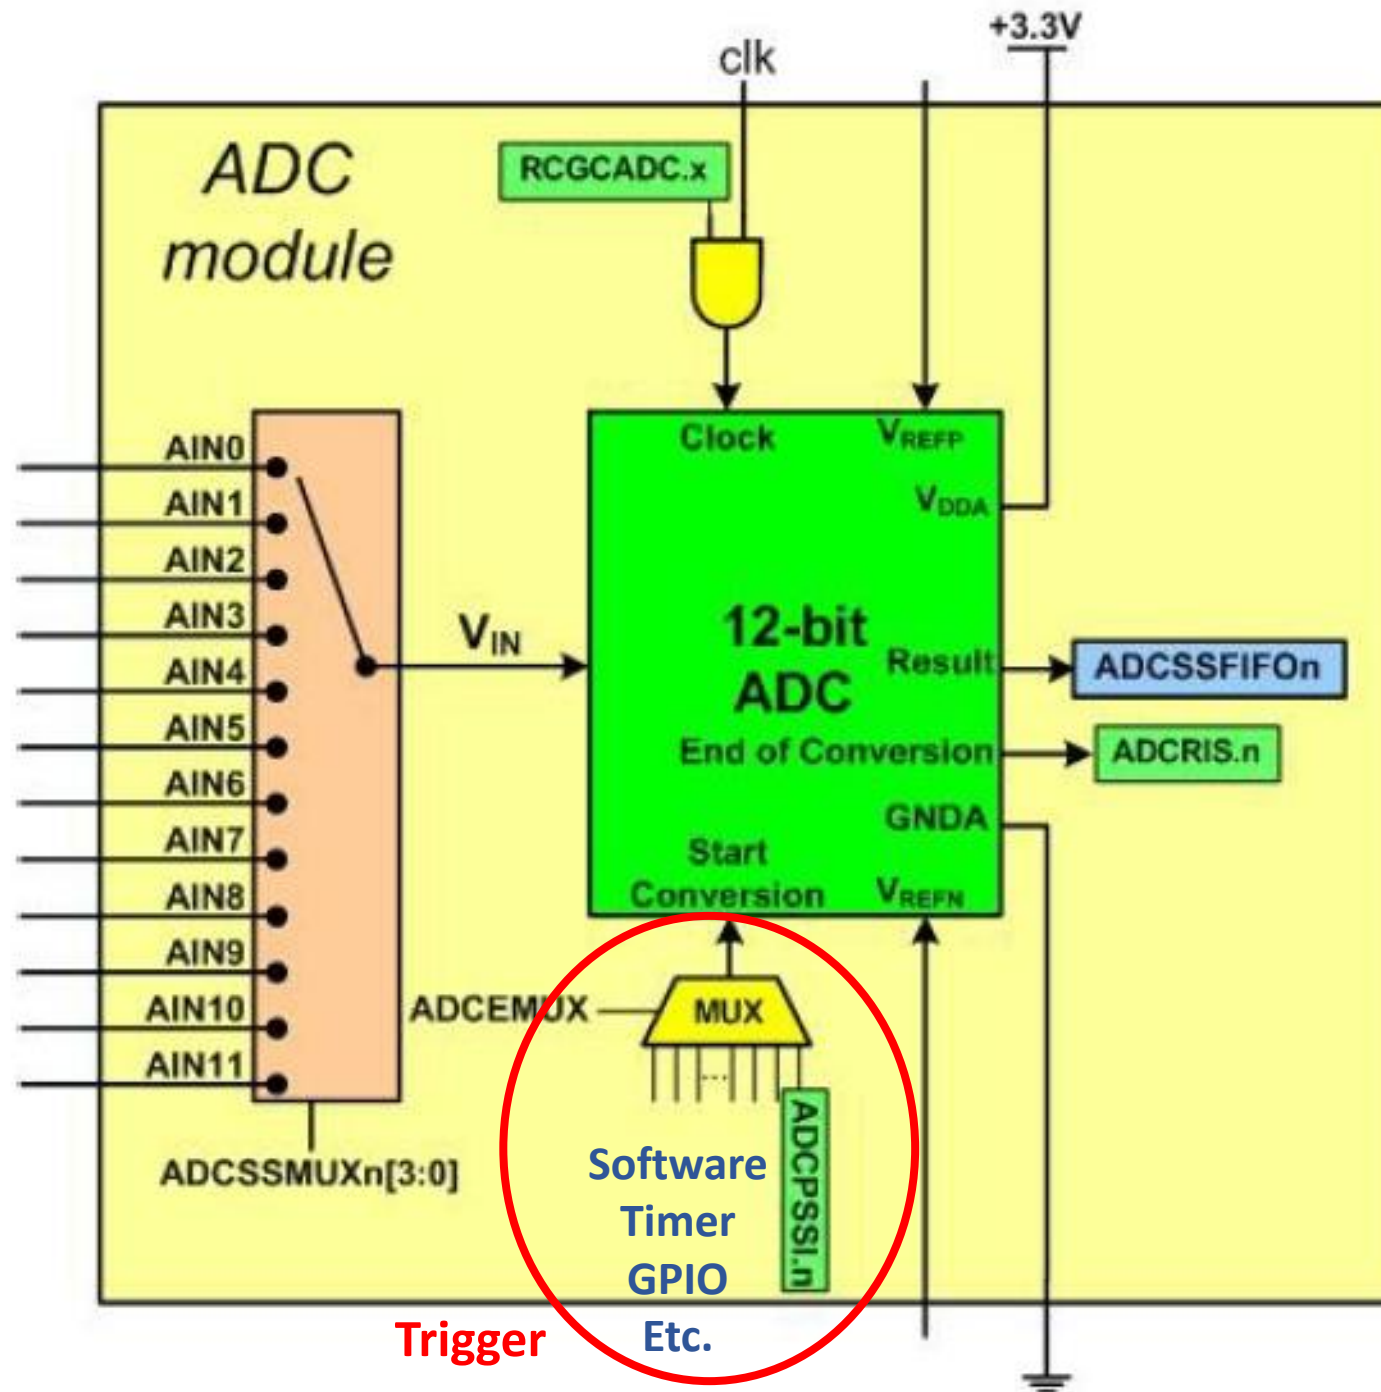 +3.3V
clk
ADC
module
RCGCADC.x
Clock
VREFP
VDDA
AIN0
AIN1
AIN2
AIN3
AIN4
AIN5
AIN6
AIN7
AIN8
AIN9
AIN10
AIN11
VIN
12-bit
ADC
Result
ADCSSFIFOn
End of Conversion
ADCRIS.n
GNDA
Start
Conversion
VREFN
ADCEMUX
MUX
...
ADCPSSI.n
ADCSSMUXn[3:0]
Software
Timer
GPIO
Etc.
Trigger